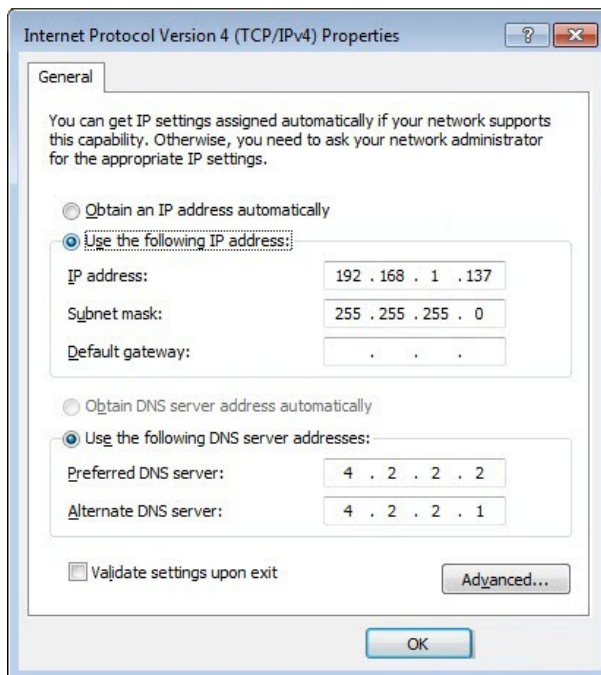 Internet Protocol Version 4 (TCP/IPv4) Properties
?
General
You can get IP settings assigned automatically if your network supports
this capability. Otherwise, you need to ask your network administrator
for the appropriate IP settings.
Obtain an IP address automatically
Use the following IP address:
IP address: 192 . 168 . 1 . 137
Subnet mask: 255 . 255 . 255 . 0
Default gateway: . . .
Obtain DNS server address automatically
Use the following DNS server addresses:
Preferred DNS server: 4 . 2 . 2 . 2
Alternate DNS server: 4 . 2 . 2 . 1
Validate settings upon exit
Advanced...
OK